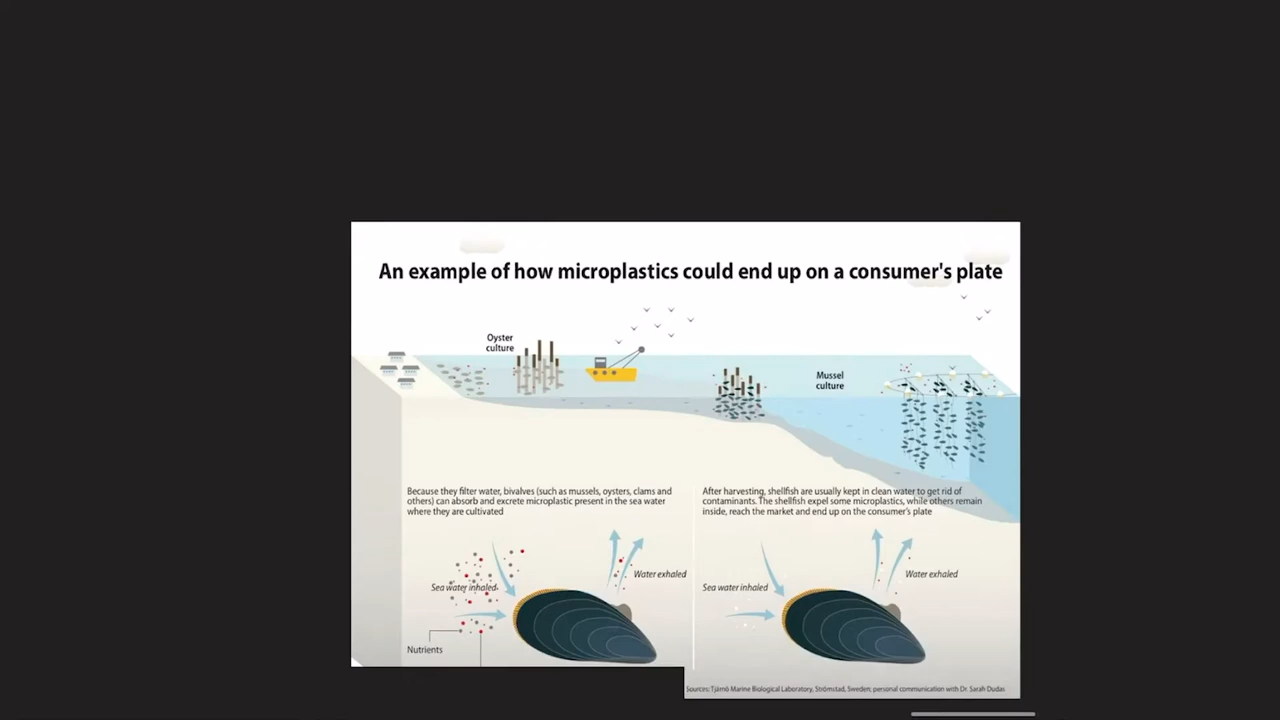 An example of how microplastics could end up on a consumer's plate
Oyster
culture
Mussel
culture
Because they filter water, bivalves (such as mussels, oysters, clams and
others) can absorb and excrete microplastic present in the sea water
where they are cultivated
After harvesting, shellfish are usually kept in clean water to get rid of
contaminants. The shellfish expel some microplastics, while others remain
inside, reach the market and end up on the consumer's plate
Sea water inhaled
Water exhaled
Nutrients
Sea water inhaled
Water exhaled
Sources: Tjärnö Marine Biological Laboratory, Strömstad, Sweden; personal communication with Dr. Sarah Dudas